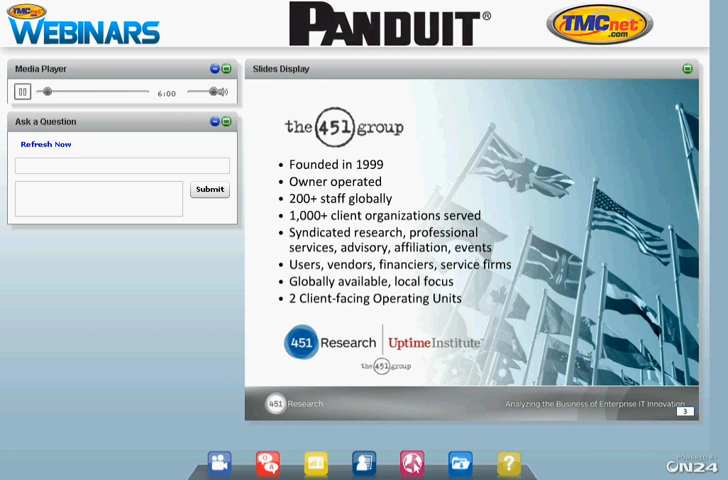 TMCnet
WEBINARS
PANDUIT®
TMCnet
.com
Media Player
6:00
Ask a Question
Refresh Now
Submit
Slides Display
the 451 group
• Founded in 1999
• Owner operated
• 200+ staff globally
• 1,000+ client organizations served
• Syndicated research, professional
services, advisory, affiliation, events
• Users, vendors, financiers, service firms
• Globally available, local focus
• 2 Client-facing Operating Units
451 Research
UptimeInstitute™
the 451 group
451 Research
Analyzing the Business of Enterprise IT Innovation
3
Q
A
?
POWERED BY
ON24